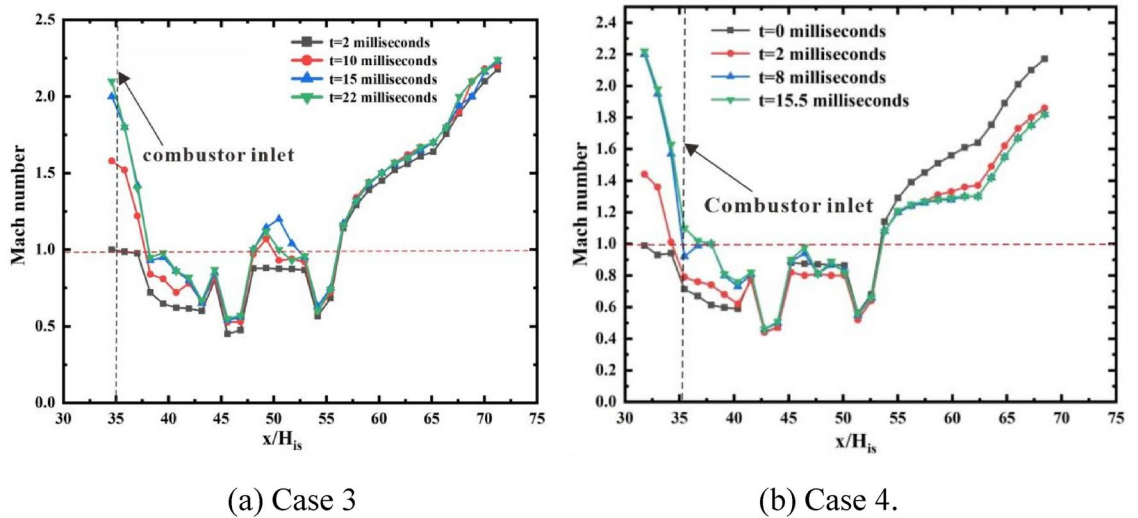 2.5
2.0
1.5
1.0
0.5
0.0
Mach number
30 35 40 45 50 55 60 65 70 75
x/H_is
t=2 milliseconds
t=10 milliseconds
t=15 milliseconds
t=22 milliseconds
combustor inlet
(a) Case 3
2.4
2.2
2.0
1.8
1.6
1.4
1.2
1.0
0.8
0.6
0.4
0.2
0.0
Mach number
30 35 40 45 50 55 60 65 70 75
x/H_is
t=0 milliseconds
t=2 milliseconds
t=8 milliseconds
t=15.5 milliseconds
Combustor inlet
(b) Case 4.